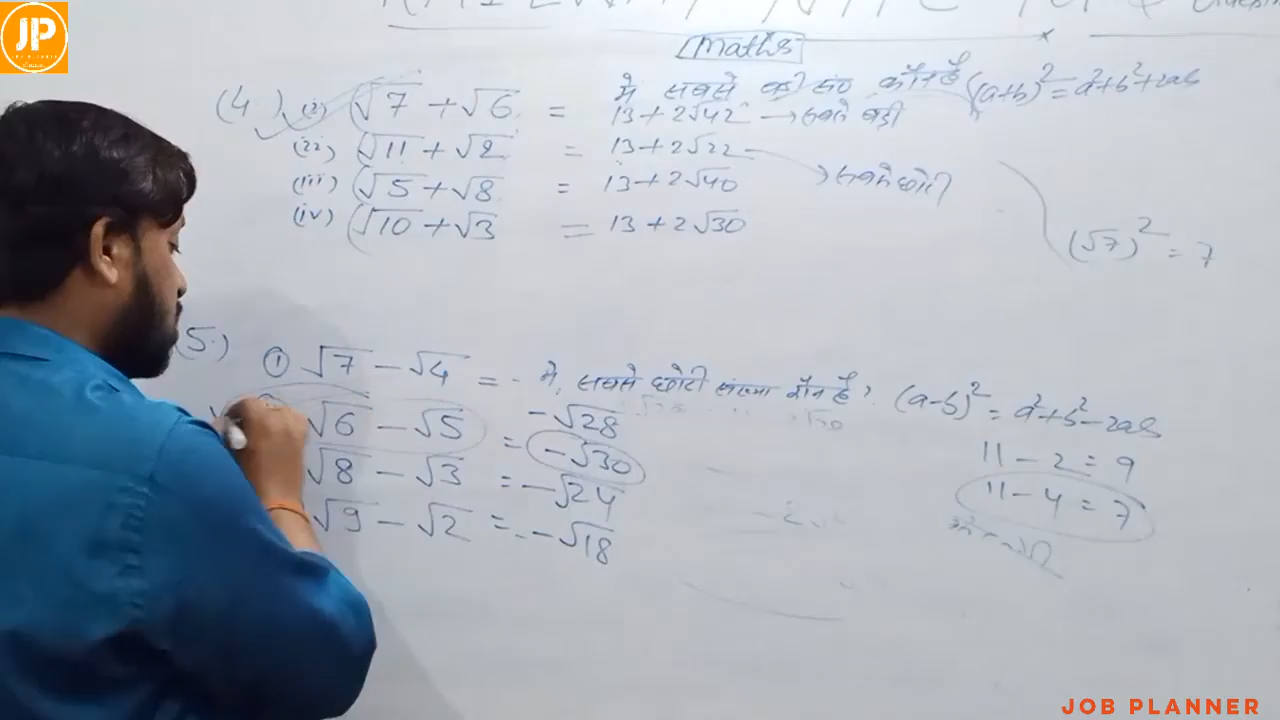 JP
Maths
(4) (i) √7 + √6 = 13 + 2√42 → सबसे बड़ी
में सबसे बड़ी सं० कौन है (a+b)² = a²+b²+2ab
(ii) √11 + √2 = 13 + 2√22 → सबसे छोटी
(iii) √5 + √8 = 13 + 2√40
(iv) √10 + √3 = 13 + 2√30
(√7)² = 7
(5.) ① √7 - √4 = - √28
में सबसे छोटी संख्या कौन है? (a-b)² = a²+b²-2ab
√6 - √5 = -√30
√8 - √3 = -√24
√9 - √2 = -√18
11 - 2 = 9
11 - 4 = 7
JOB PLANNER